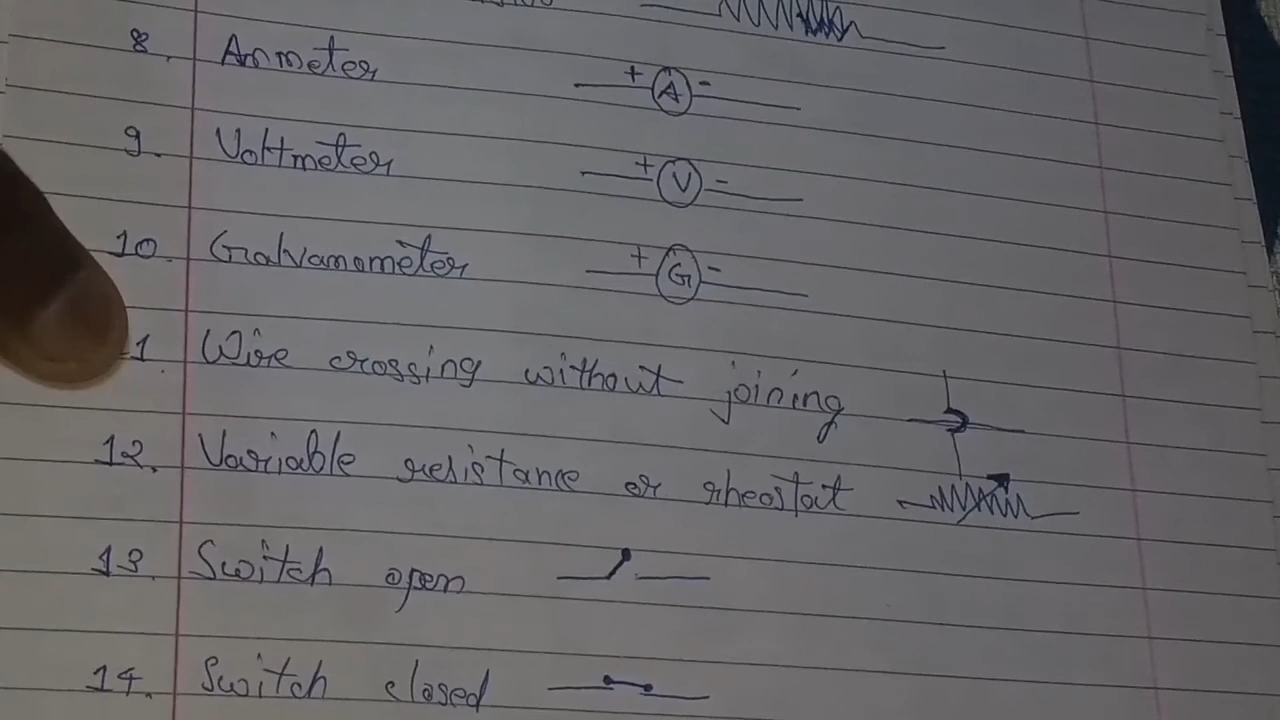 8. Ammeter + A -
9. Voltmeter + V -
10. Galvanometer + G -
1. Wire crossing without joining
12. Variable resistance or rheostat
13. Switch open
14. Switch closed